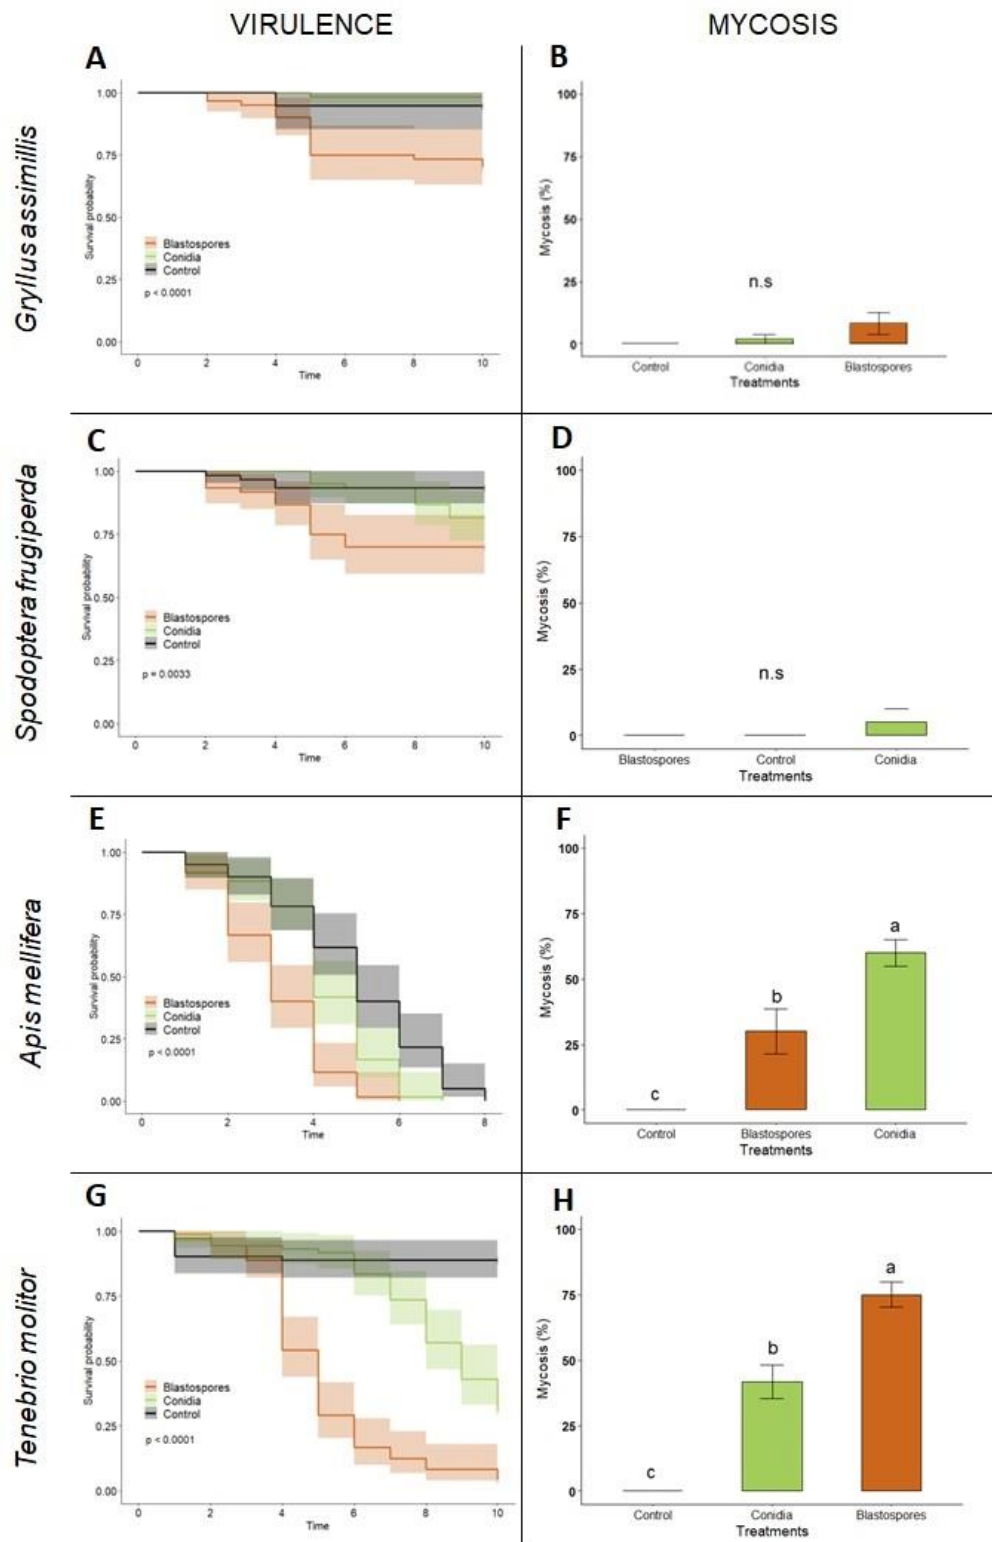 VIRULENCE
MYCOSIS
Gryllus assimillis
A
1.00
0.75
0.50
0.25
0.00
Survival probability
Blastospores
Conidia
Control
p < 0.0001
0 2 4 6 8 10
Time
B
100
75
50
25
0
Mycosis (%)
n.s
Control Conidia Blastospores
Treatments
Spodoptera frugiperda
C
1.00
0.75
0.50
0.25
0.00
Survival probability
Blastospores
Conidia
Control
p = 0.0033
0 2 4 6 8 10
Time
D
100
75
50
25
0
Mycosis (%)
n.s
Blastospores Control Conidia
Treatments
Apis mellifera
E
1.00
0.75
0.50
0.25
0.00
Survival probability
Blastospores
Conidia
Control
p < 0.0001
0 2 4 6 8
Time
F
100
75
50
25
0
Mycosis (%)
c
b
a
Control Blastospores Conidia
Treatments
Tenebrio molitor
G
1.00
0.75
0.50
0.25
0.00
Survival probability
Blastospores
Conidia
Control
p < 0.0001
0 2 4 6 8 10
Time
H
100
75
50
25
0
Mycosis (%)
c
b
a
Control Conidia Blastospores
Treatments